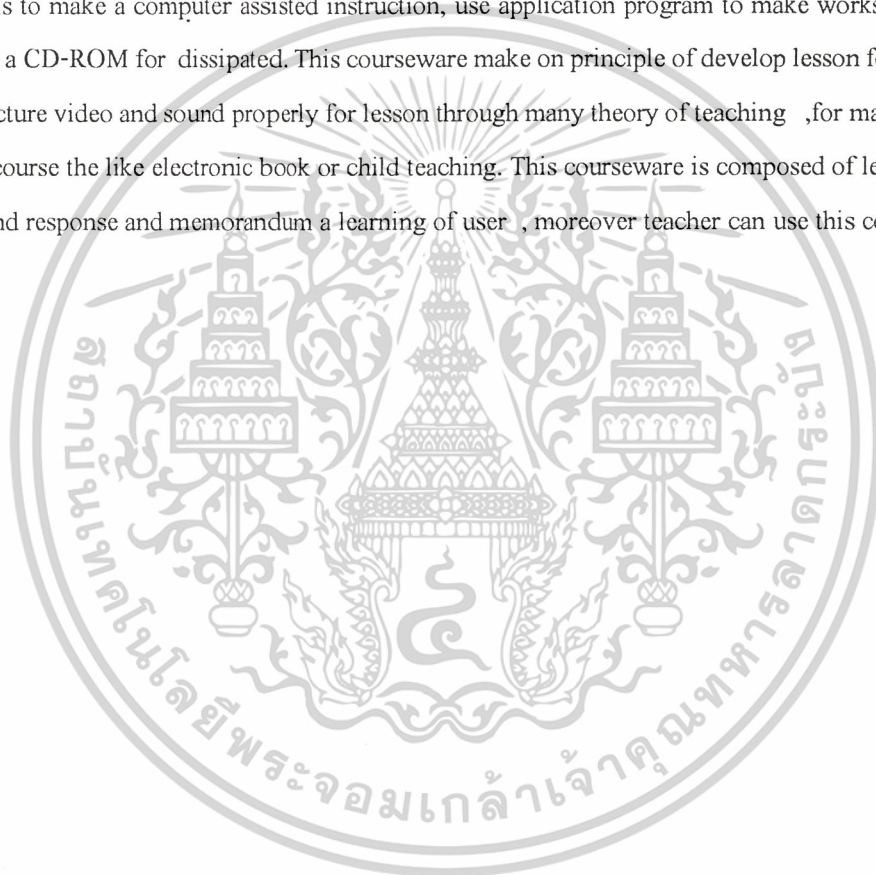 s to make a computer assisted instruction, use application program to make works
a CD-ROM for dissipated. This courseware make on principle of develop lesson fo
cture video and sound properly for lesson through many theory of teaching ,for ma
course the like electronic book or child teaching. This courseware is composed of le
nd response and memorandum a learning of user , moreover teacher can use this co
สถาบันเทคโนโลยีพระจอมเกล้าเจ้าคุณทหารลาดกระบัง
๔